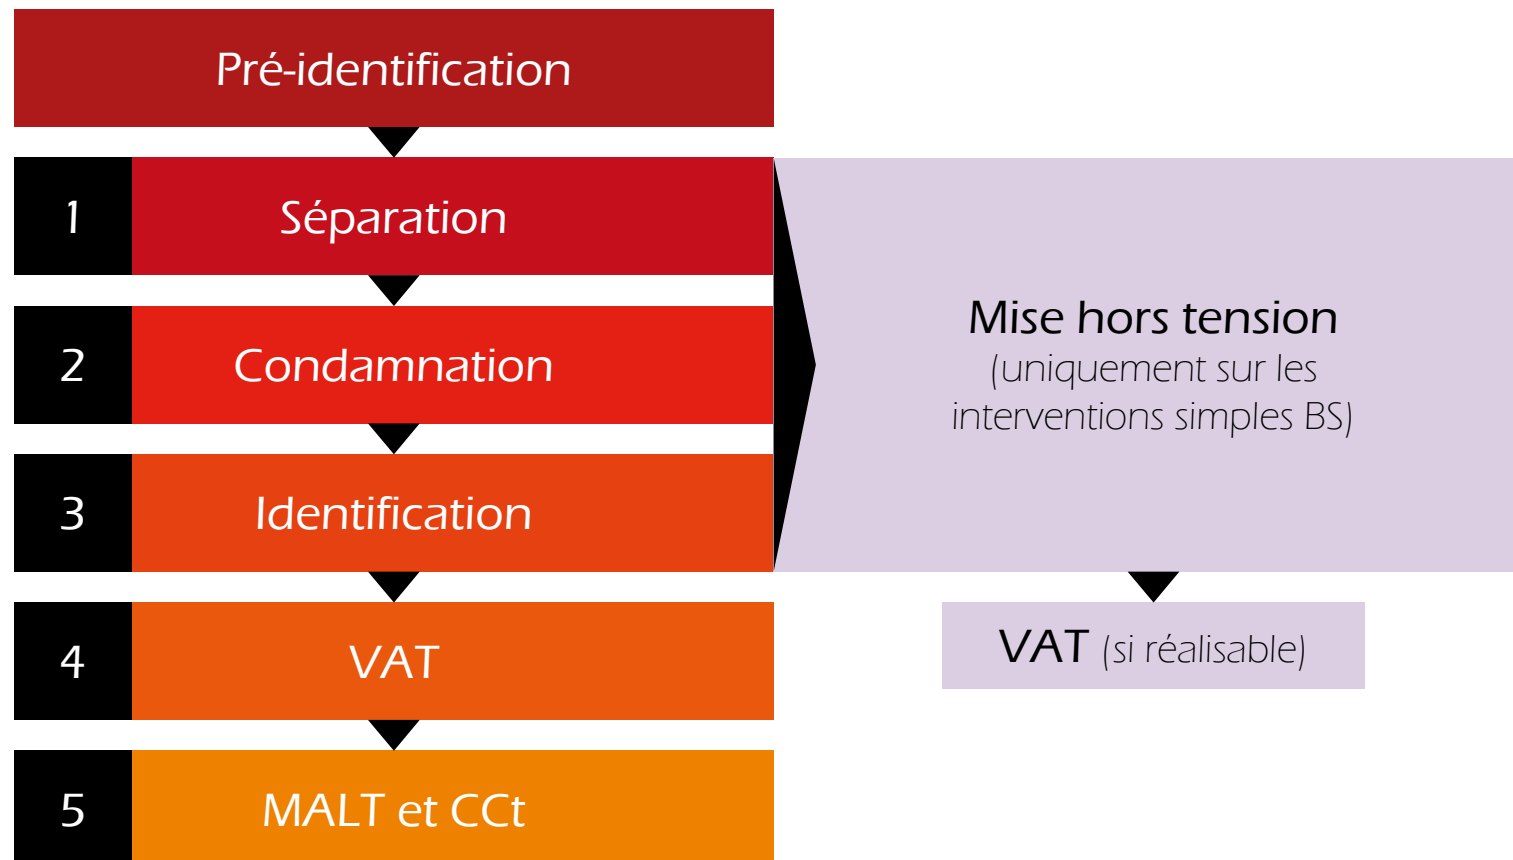 Pré-identification
1 Séparation
2 Condamnation
3 Identification
4 VAT
5 MALT et CCt
Mise hors tension
(uniquement sur les
interventions simples BS)
VAT (si réalisable)